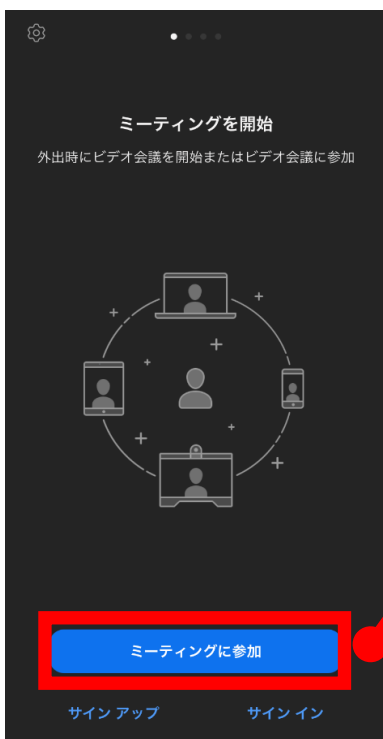 ミーティングを開始
外出時にビデオ会議を開始またはビデオ会議に参加
ミーティングに参加
サイン アップ
サイン イン